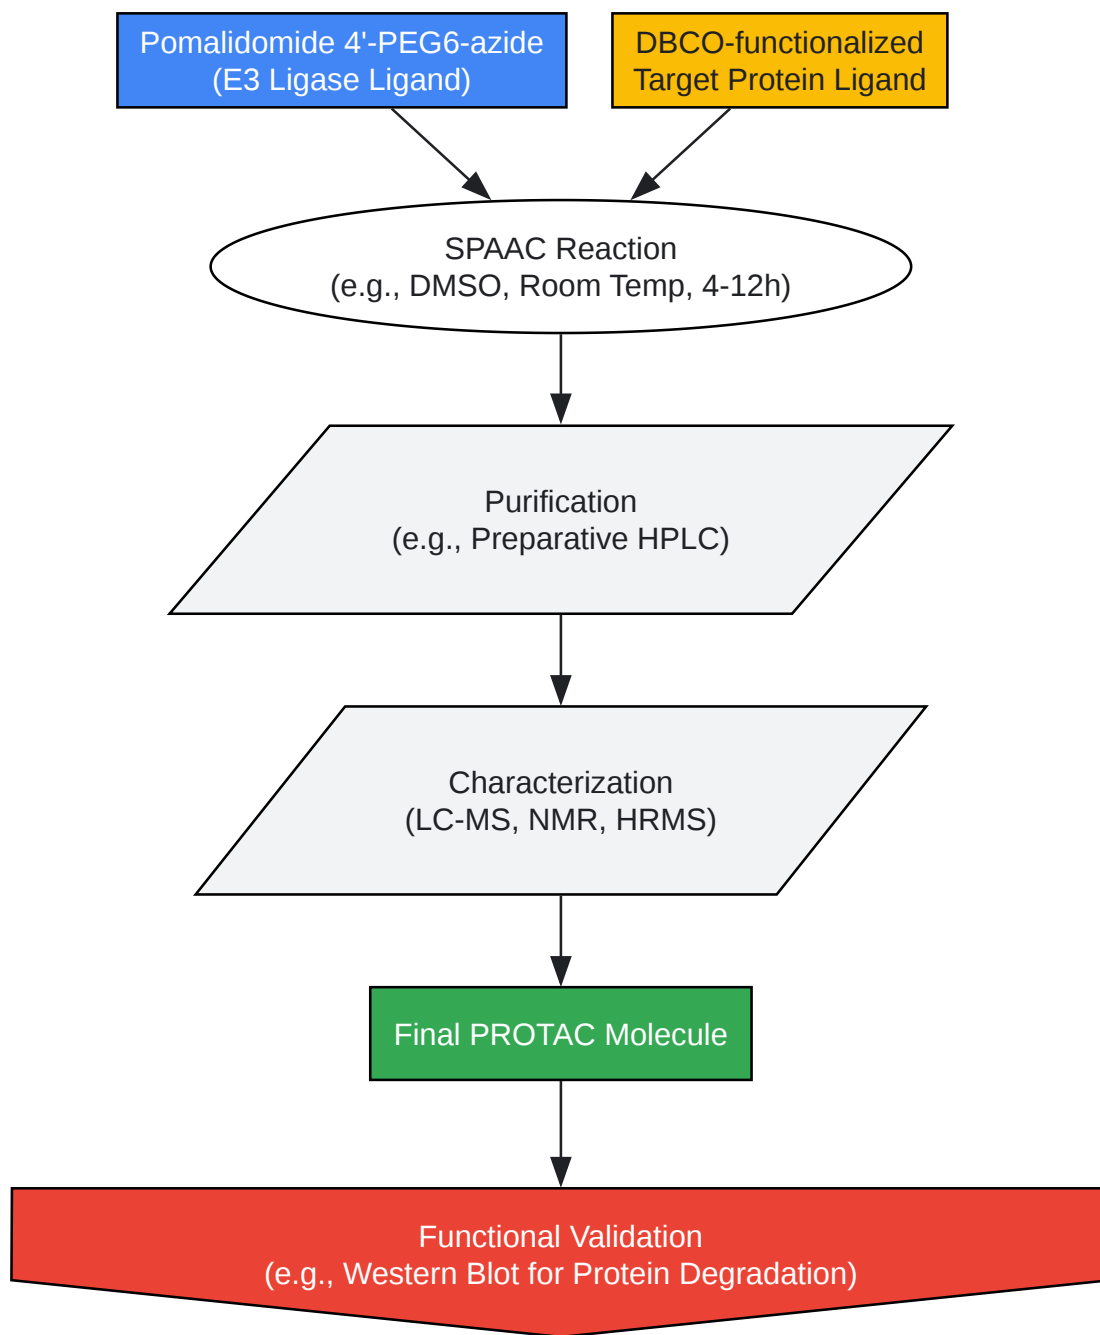 Pomalidomide 4'-PEG6-azide
(E3 Ligase Ligand)
DBCO-functionalized
Target Protein Ligand
SPAAC Reaction
(e.g., DMSO, Room Temp, 4-12h)
Purification
(e.g., Preparative HPLC)
Characterization
(LC-MS, NMR, HRMS)
Final PROTAC Molecule
Functional Validation
(e.g., Western Blot for Protein Degradation)